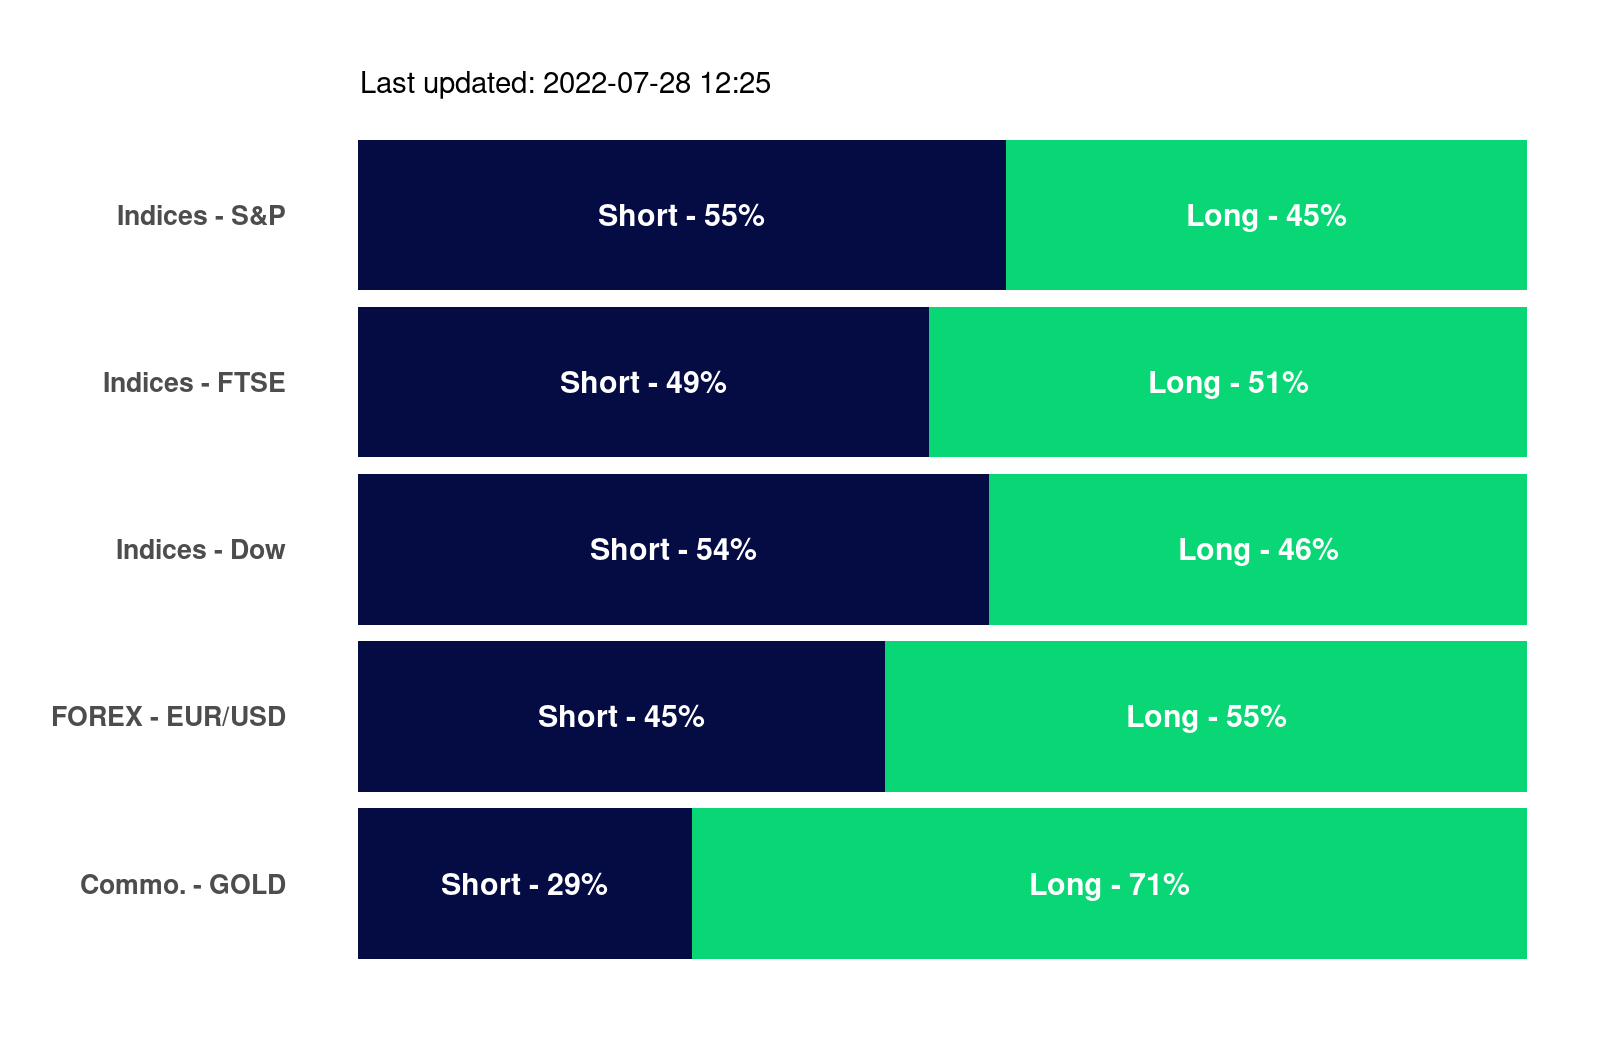 Last updated: 2022-07-28 12:25
Indices - S&P Short - 55% Long - 45%
Indices - FTSE Short - 49% Long - 51%
Indices - Dow Short - 54% Long - 46%
FOREX - EUR/USD Short - 45% Long - 55%
Commo. - GOLD Short - 29% Long - 71%